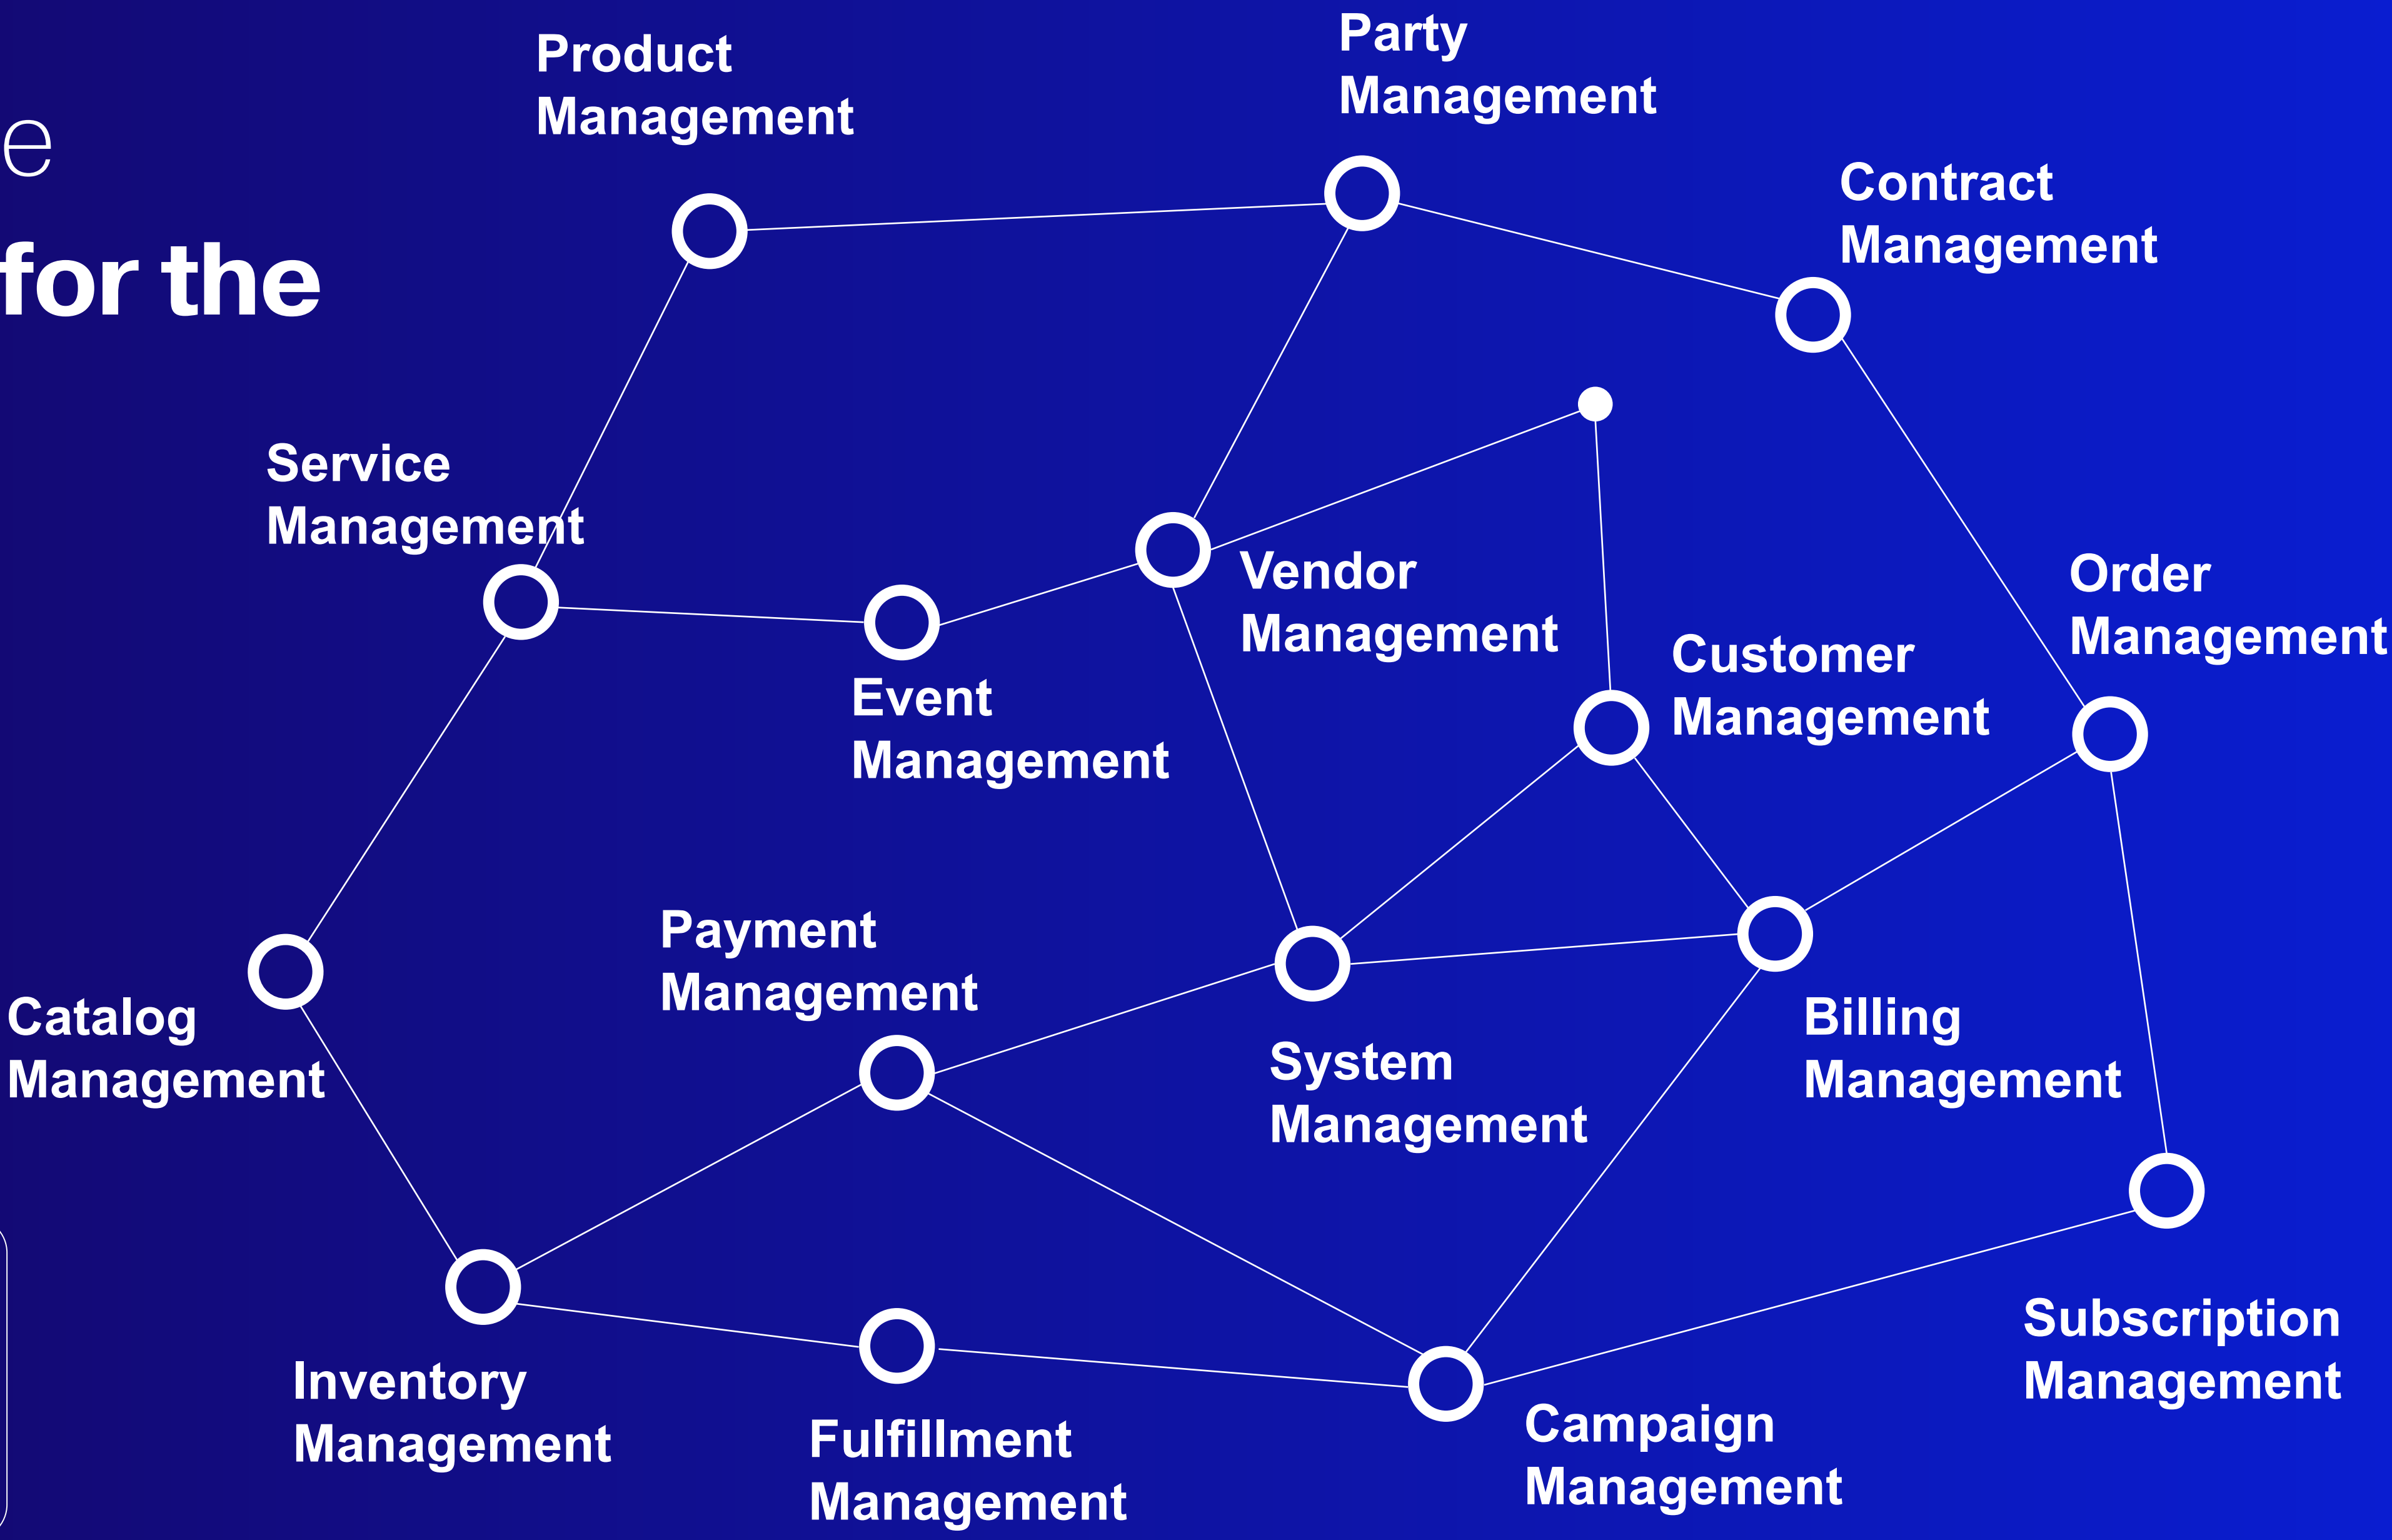 e
for the
Product
Management
Party
Management
Contract
Management
Service
Management
Vendor
Management
Order
Management
Customer
Management
Event
Management
Payment
Management
Catalog
Management
Billing
Management
System
Management
Subscription
Management
Inventory
Management
Campaign
Management
Fulfillment
Management